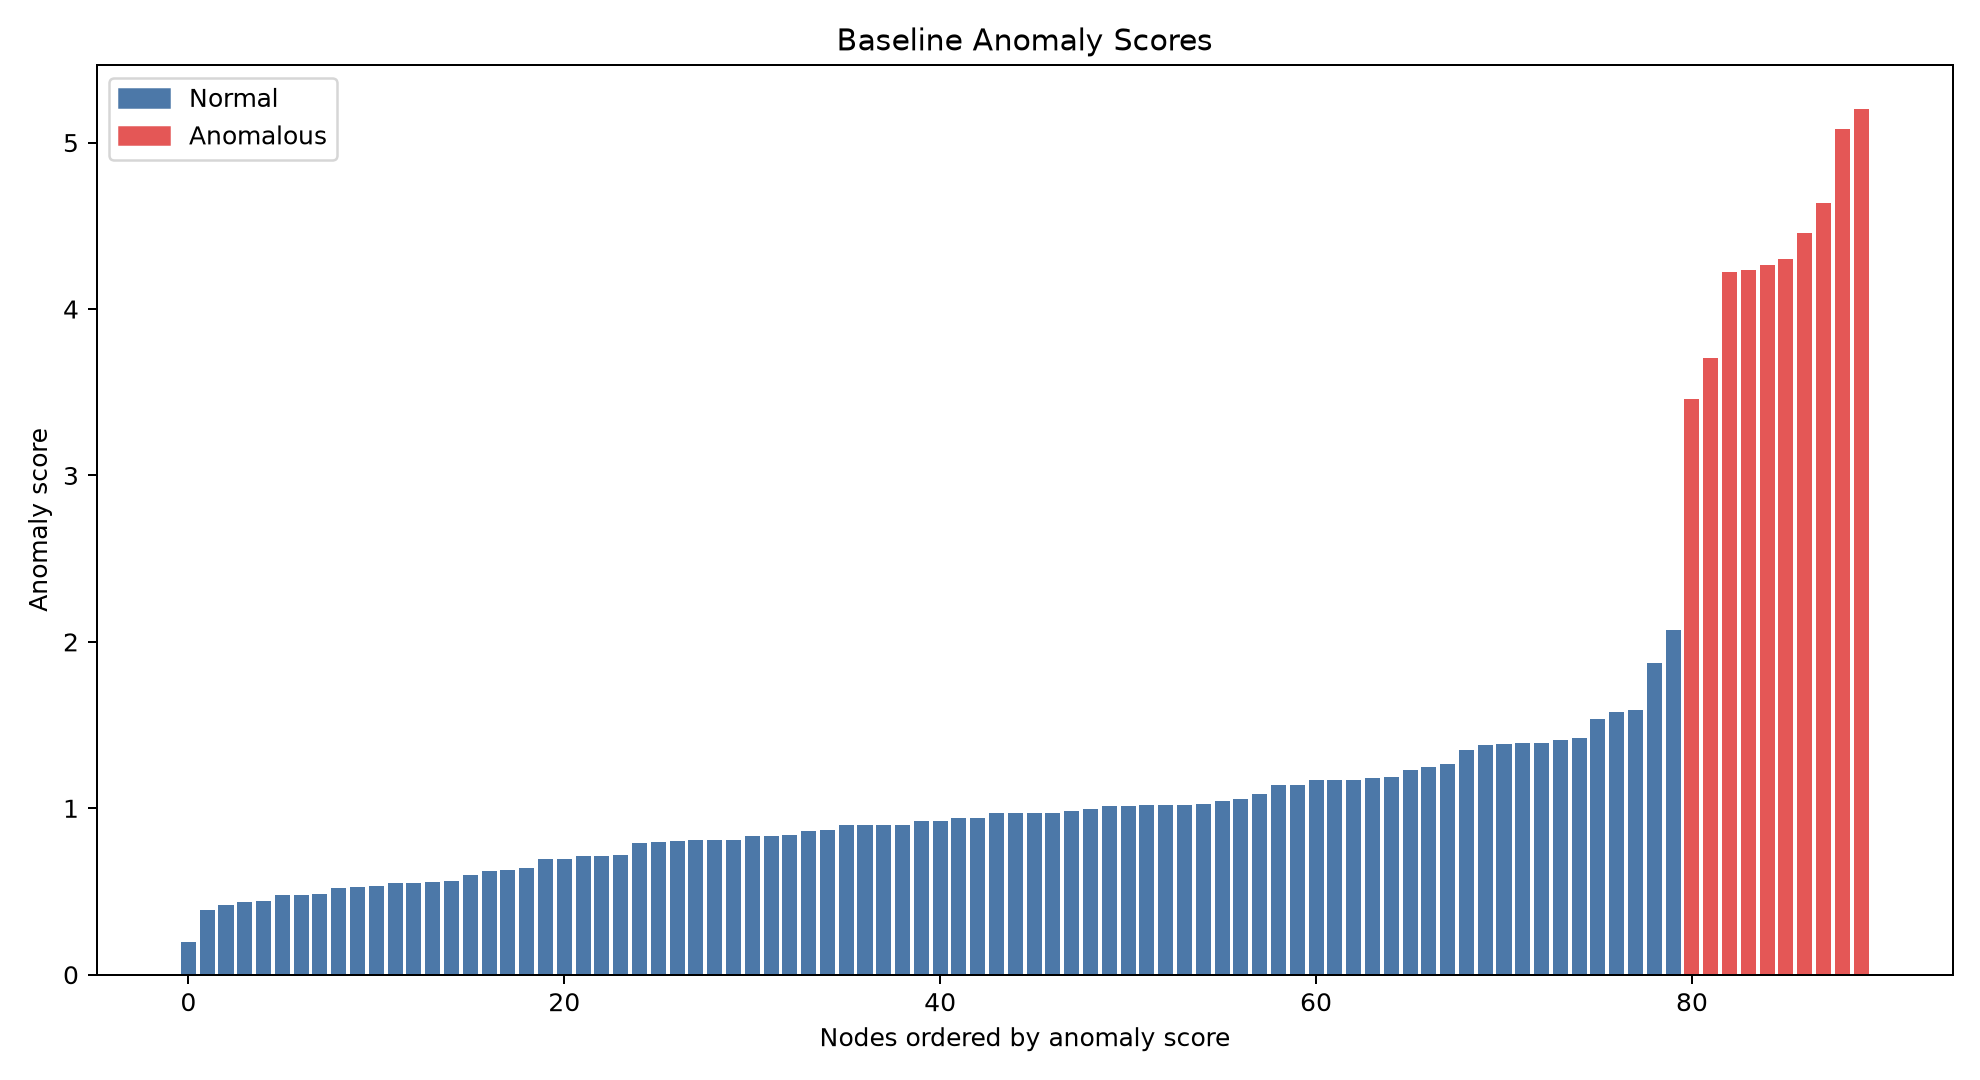 Baseline Anomaly Scores
Normal
Anomalous
Anomaly score
5
4
3
2
1
0
0 20 40 60 80
Nodes ordered by anomaly score